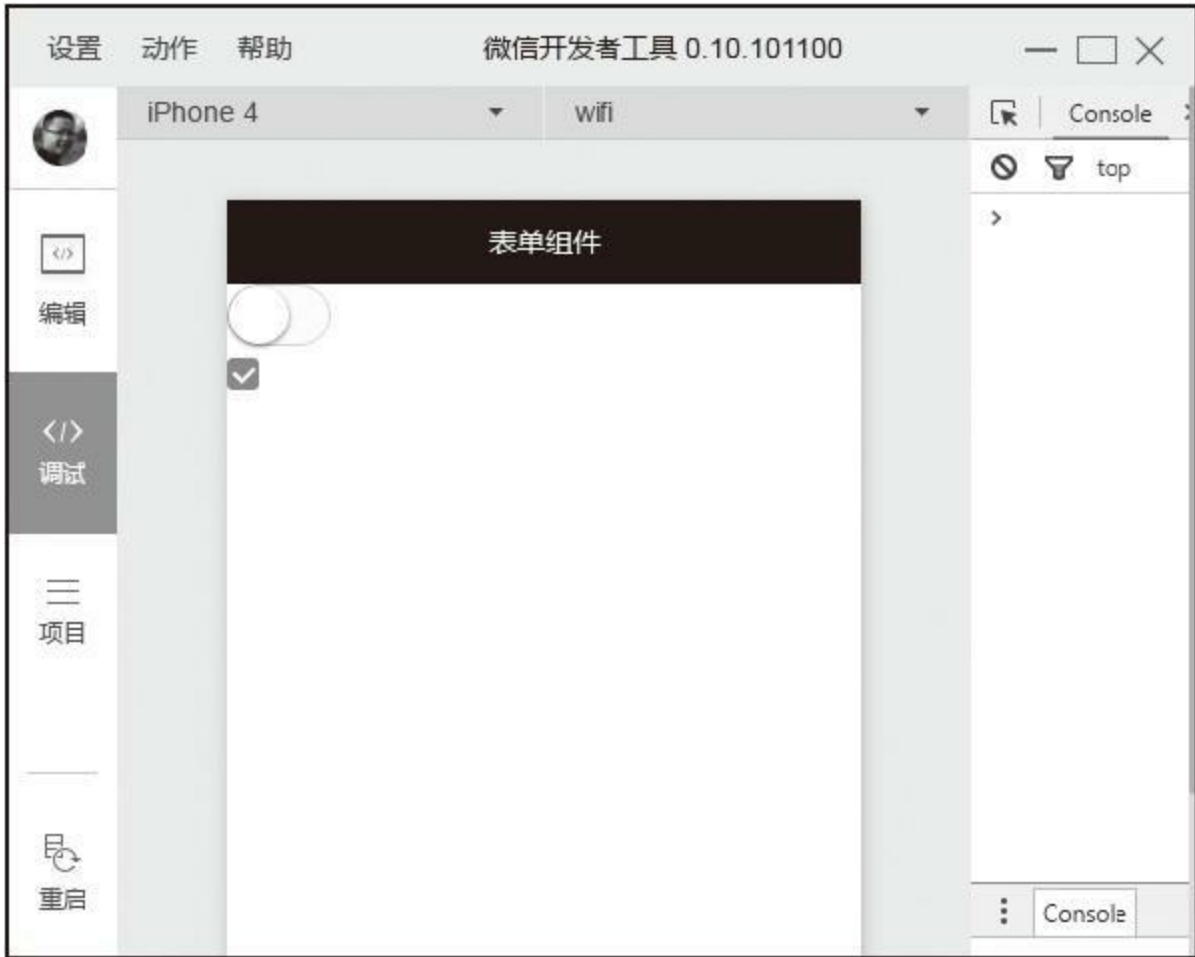 设置 动作 帮助 微信开发者工具 0.10.101100
iPhone 4 wifi Console
top
表单组件
>
</>
编辑
</>
调试
项目
重启
Console